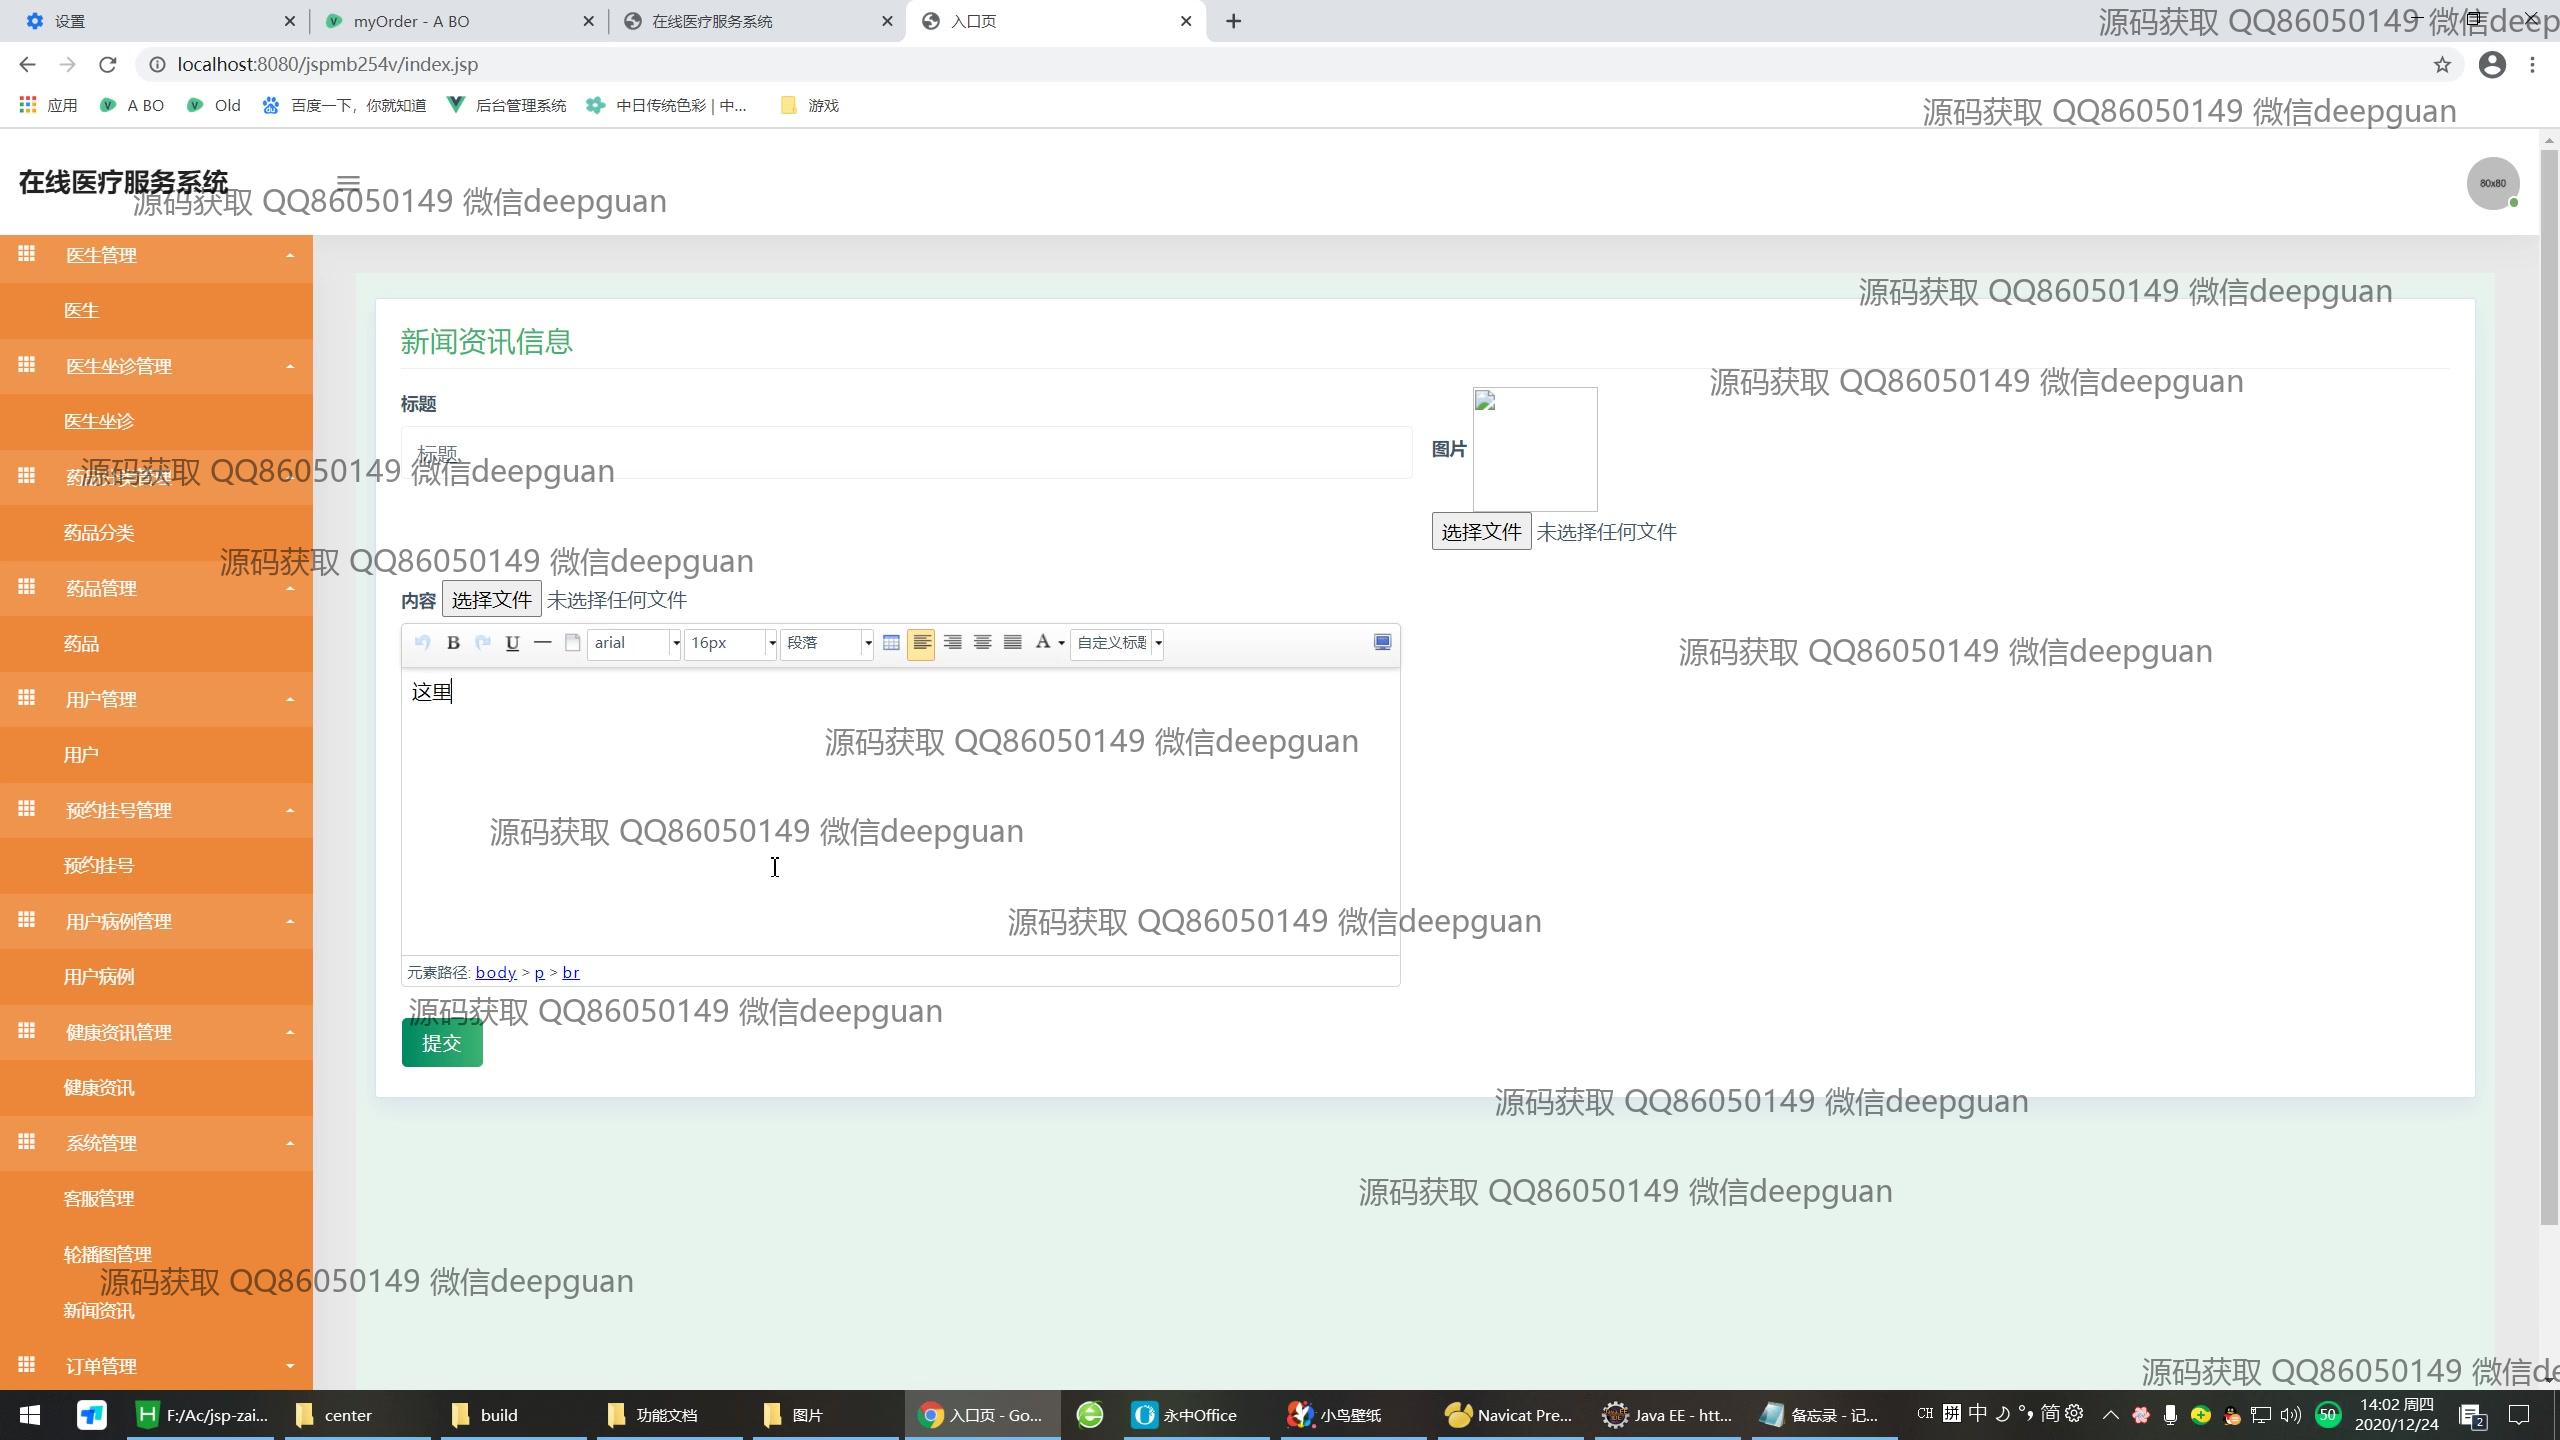 设置
myOrder - A BO
在线医疗服务系统
入口页
源码获取 QQ86050149 微信deep
localhost:8080/jspmb254v/index.jsp
应用
A BO
Old
百度一下，你就知道
后台管理系统
中日传统色彩 | 中...
游戏
源码获取 QQ86050149 微信deepguan
在线医疗服务系统
源码获取 QQ86050149 微信deepguan
80x80
医生管理
医生
医生坐诊管理
医生坐诊
药品分类管理
药品分类
药品管理
药品
用户管理
用户
预约挂号管理
预约挂号
用户病例管理
用户病例
健康资讯管理
健康资讯
系统管理
客服管理
轮播图管理
新闻资讯
订单管理
源码获取 QQ86050149 微信deepguan
新闻资讯信息
源码获取 QQ86050149 微信deepguan
标题
标题
图片
源码获取 QQ86050149 微信deepguan
选择文件 未选择任何文件
源码获取 QQ86050149 微信deepguan
内容 选择文件 未选择任何文件
B U arial 16px 段落 A 自定义标题
源码获取 QQ86050149 微信deepguan
这里
源码获取 QQ86050149 微信deepguan
源码获取 QQ86050149 微信deepguan
源码获取 QQ86050149 微信deepguan
元素路径: body > p > br
源码获取 QQ86050149 微信deepguan
提交
源码获取 QQ86050149 微信deepguan
源码获取 QQ86050149 微信deepguan
源码获取 QQ86050149 微信deepguan
源码获取 QQ86050149 微信de
F:/Ac/jsp-zai...
center
build
功能文档
图片
入口页 - Go...
永中Office
小鸟壁纸
Navicat Pre...
Java EE - htt...
备忘录 - 记...
CH 拼 中 简
50
14:02 周四
2020/12/24
2